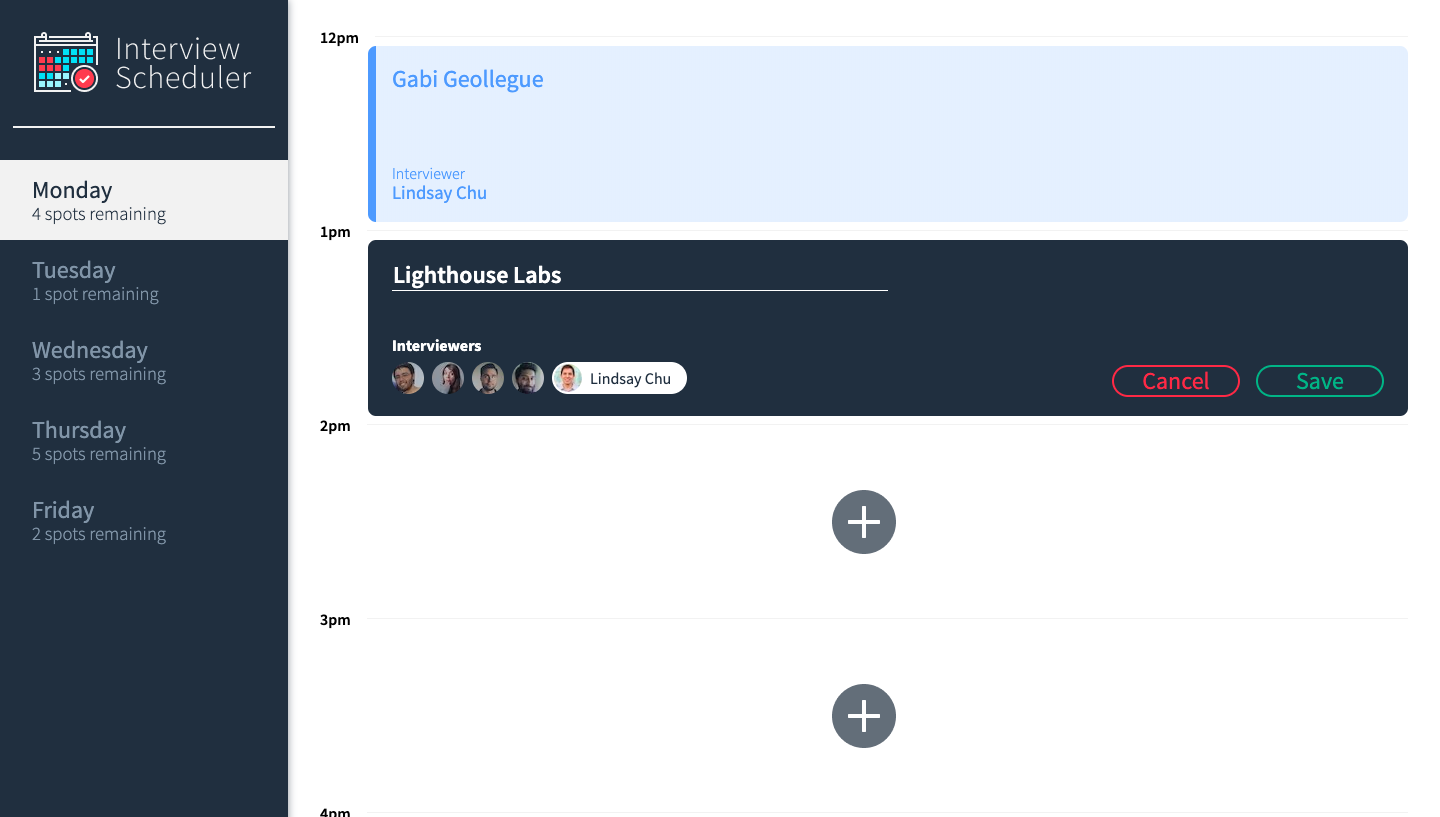 Interview
Scheduler
Monday
4 spots remaining
Tuesday
1 spot remaining
Wednesday
3 spots remaining
Thursday
5 spots remaining
Friday
2 spots remaining
12pm
Gabi Geollegue
Interviewer
Lindsay Chu
1pm
Lighthouse Labs
Interviewers
Lindsay Chu
Cancel Save
2pm
3pm
4pm